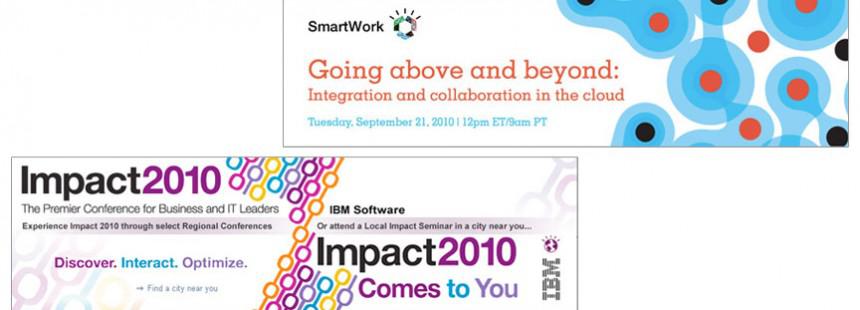 SmartWork
Going above and beyond:
Integration and collaboration in the cloud
Tuesday, September 21, 2010 | 12pm ET/9am PT
Impact2010
The Premier Conference for Business and IT Leaders
Experience Impact 2010 through select Regional Conferences
Discover. Interact. Optimize.
→ Find a city near you
IBM Software
Or attend a Local Impact Seminar in a city near you...
Impact2010
Comes to You
IBM